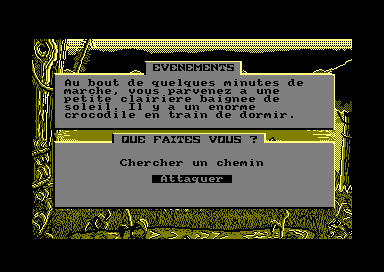 EVENEMENTS
Au bout de quelques minutes de
marche, vous parvenez a une
petite clairiere baignee de
soleil. Il y a un enorme
crocodile en train de dormir.
QUE FAITES VOUS ?
Chercher un chemin
Attaquer